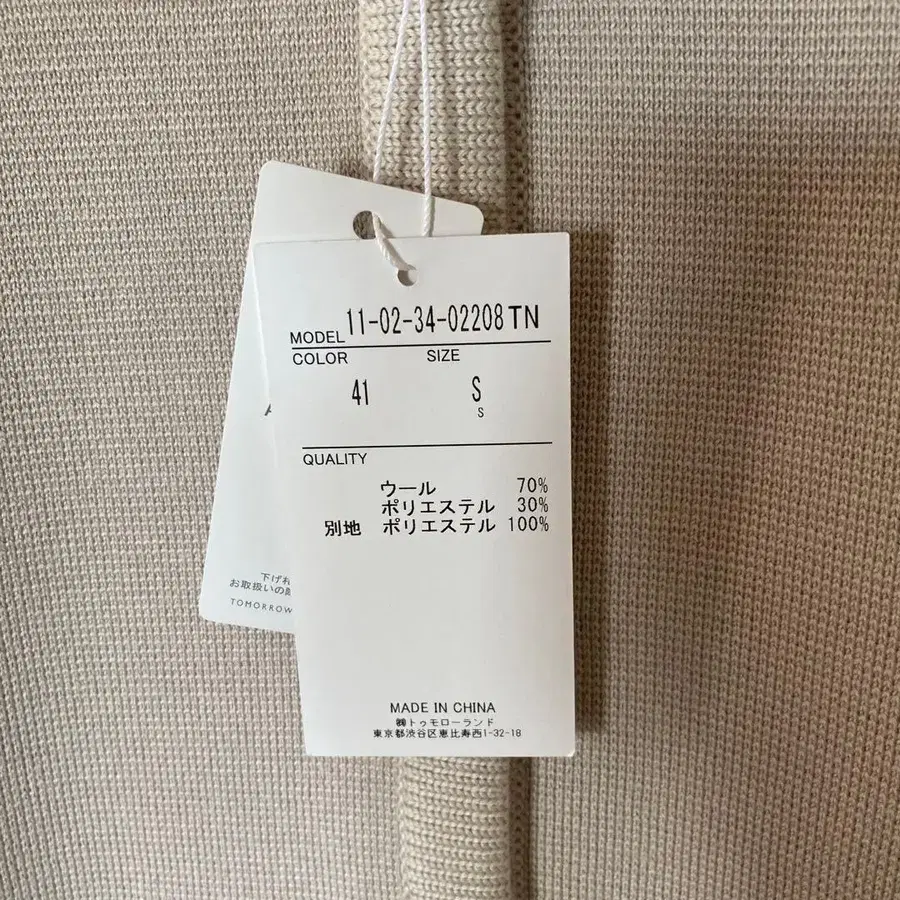 MODEL 11-02-34-02208 TN
COLOR SIZE
41 S
S
QUALITY
ウール 70%
ポリエステル 30%
別地 ポリエステル 100%
MADE IN CHINA
㈱トゥモローランド
東京都渋谷区恵比寿西1-32-18
下げ
お取扱いの
TOMORROW